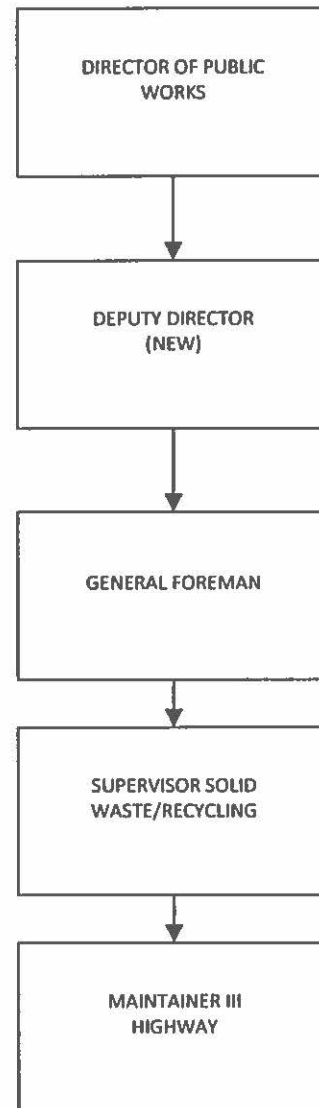 DIRECTOR OF PUBLIC
WORKS
DEPUTY DIRECTOR
(NEW)
GENERAL FOREMAN
SUPERVISOR SOLID
WASTE/RECYCLING
MAINTAINER III
HIGHWAY